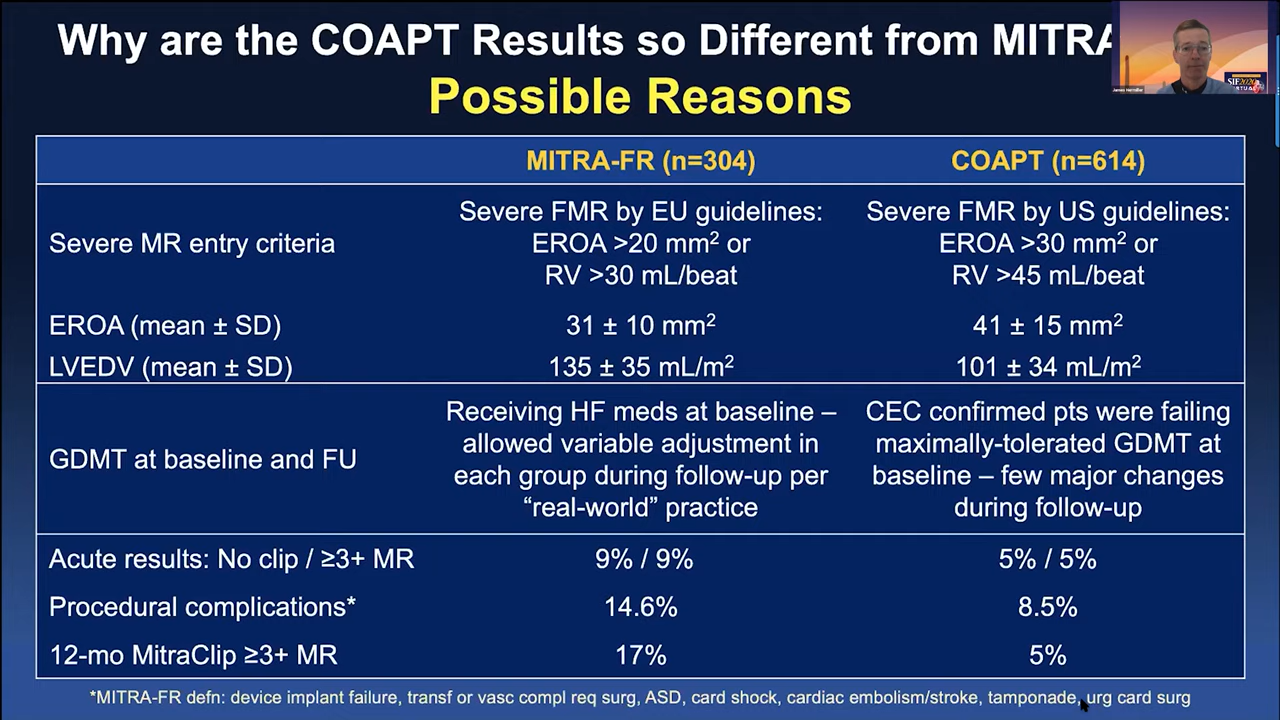 Why are the COAPT Results so Different from MITRA
Possible Reasons
MITRA-FR (n=304) COAPT (n=614)
Severe MR entry criteria
Severe FMR by EU guidelines:
EROA >20 mm² or
RV >30 mL/beat
Severe FMR by US guidelines:
EROA >30 mm² or
RV >45 mL/beat
EROA (mean ± SD) 31 ± 10 mm² 41 ± 15 mm²
LVEDV (mean ± SD) 135 ± 35 mL/m² 101 ± 34 mL/m²
GDMT at baseline and FU
Receiving HF meds at baseline –
allowed variable adjustment in
each group during follow-up per
“real-world” practice
CEC confirmed pts were failing
maximally-tolerated GDMT at
baseline – few major changes
during follow-up
Acute results: No clip / ≥3+ MR 9% / 9% 5% / 5%
Procedural complications* 14.6% 8.5%
12-mo MitraClip ≥3+ MR 17% 5%
*MITRA-FR defn: device implant failure, transf or vasc compl req surg, ASD, card shock, cardiac embolism/stroke, tamponade, urg card surg